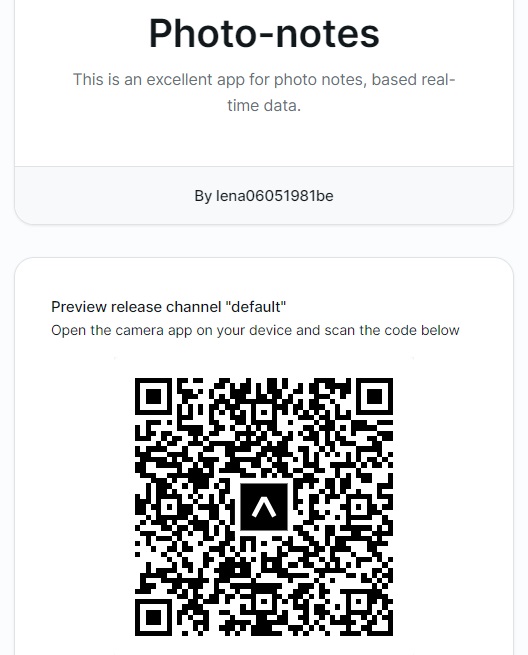 Photo-notes
This is an excellent app for photo notes, based real-
time data.
By lena06051981be
Preview release channel "default"
Open the camera app on your device and scan the code below